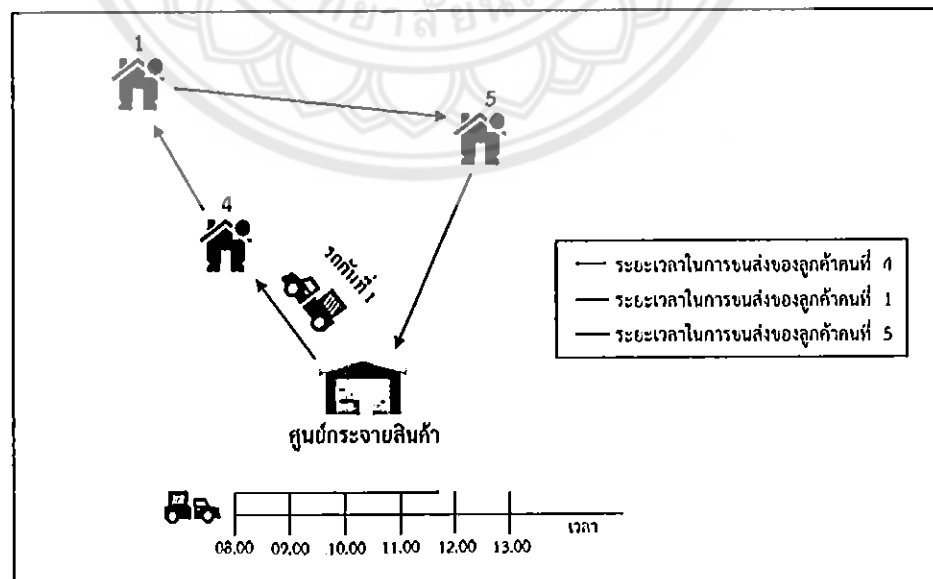 1
5
4
รถคันที่ 1
ระยะเวลาในการขนส่งของลูกค้าคนที่ 4
ระยะเวลาในการขนส่งของลูกค้าคนที่ 1
ระยะเวลาในการขนส่งของลูกค้าคนที่ 5
ศูนย์กระจายสินค้า
เวลา
08.00 09.00 10.00 11.00 12.00 13.00